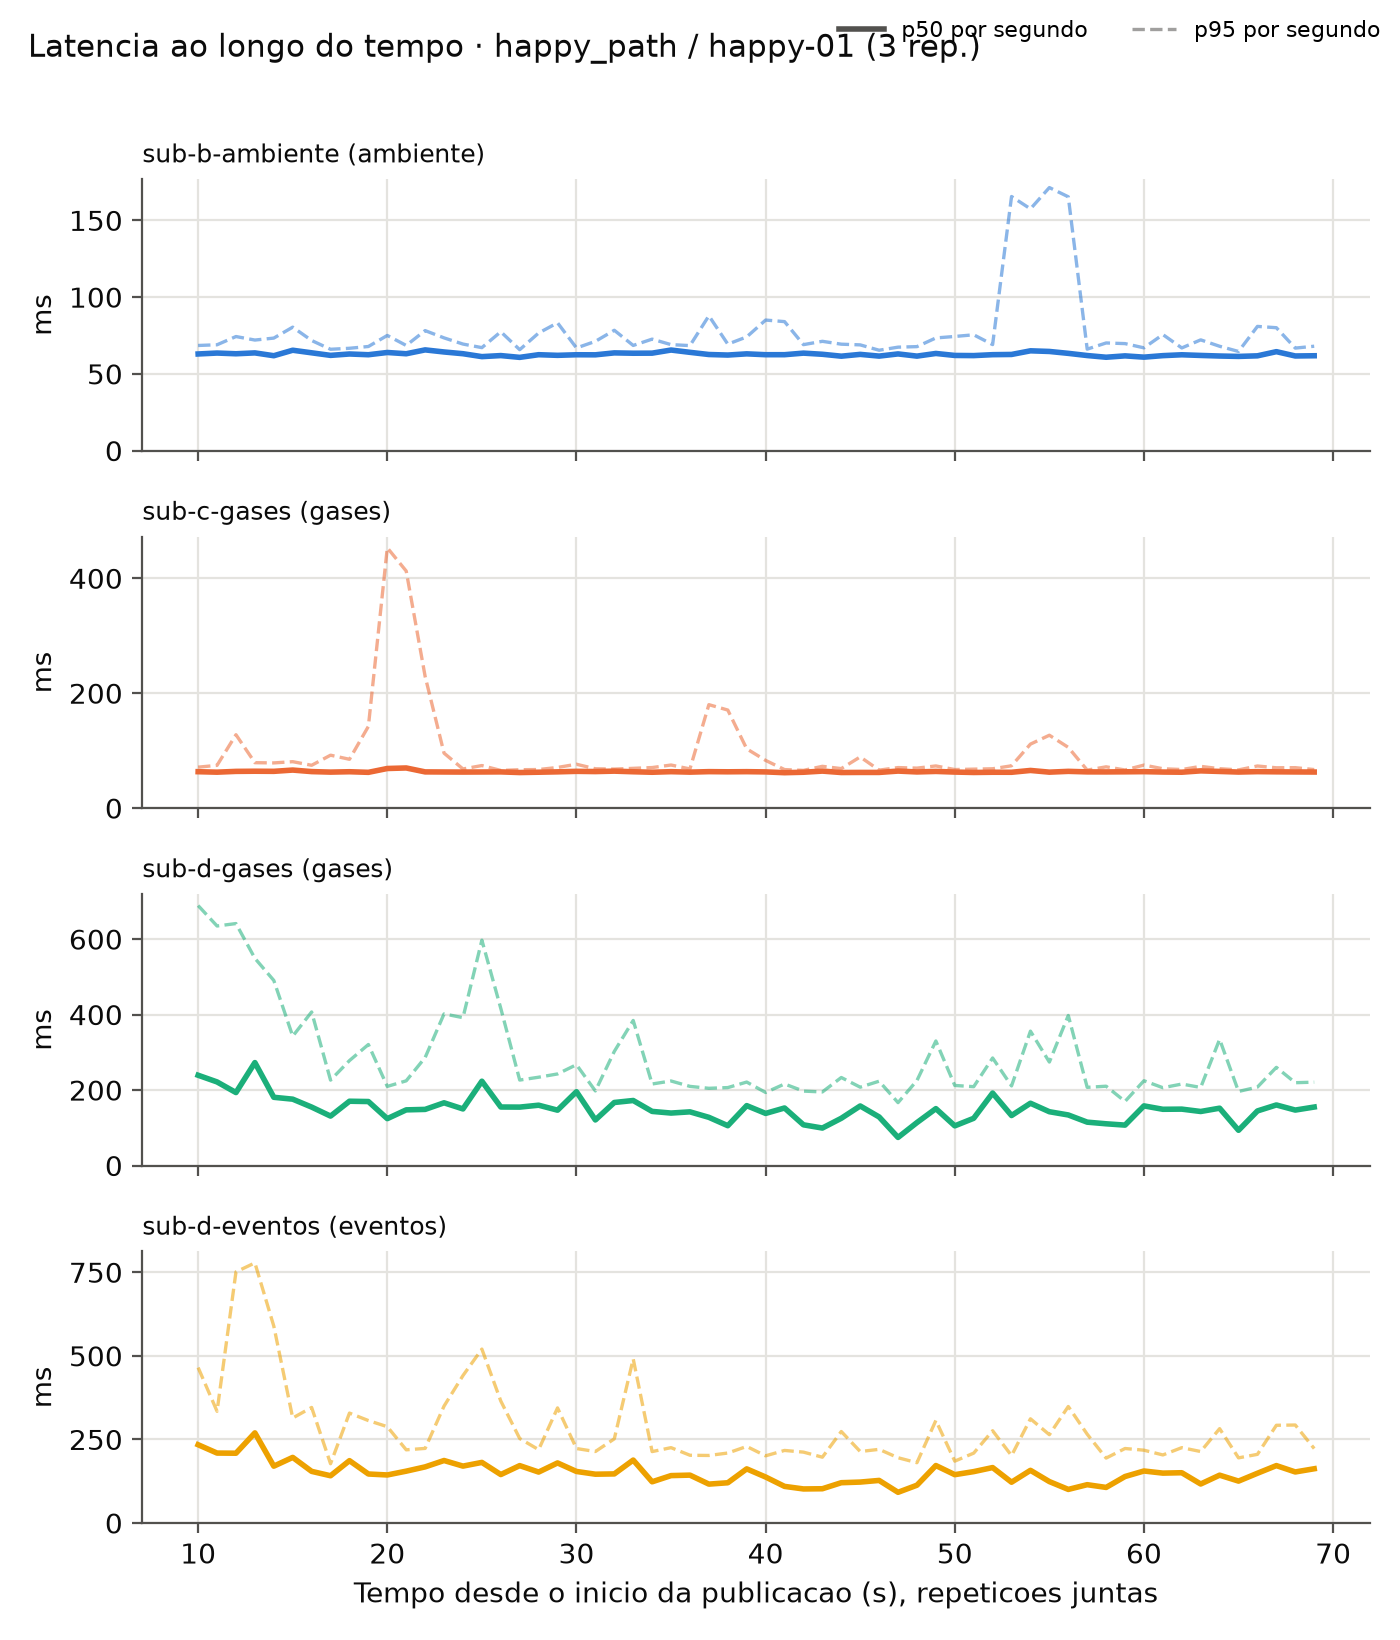 Latencia ao longo do tempo · happy_path / happy-01 (3 rep.)
p50 por segundo
p95 por segundo
sub-b-ambiente (ambiente)
150
100
50
0
ms
sub-c-gases (gases)
400
200
0
ms
sub-d-gases (gases)
600
400
200
0
ms
sub-d-eventos (eventos)
750
500
250
0
ms
10 20 30 40 50 60 70
Tempo desde o inicio da publicacao (s), repeticoes juntas